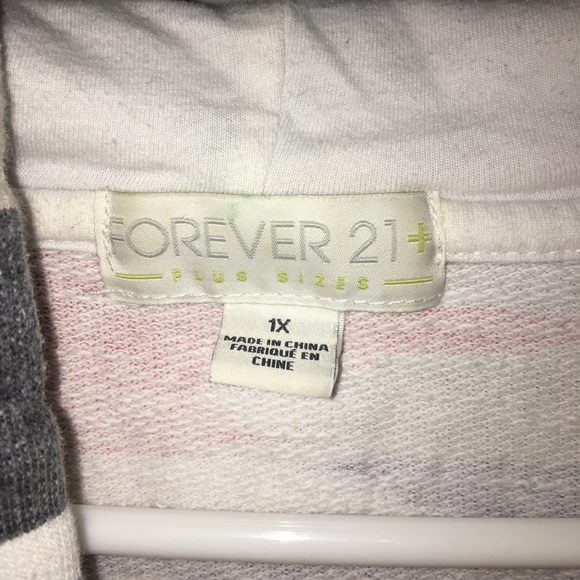 FOREVER 21+
PLUS SIZES
1X
MADE IN CHINA
FABRIQUÉ EN
CHINE